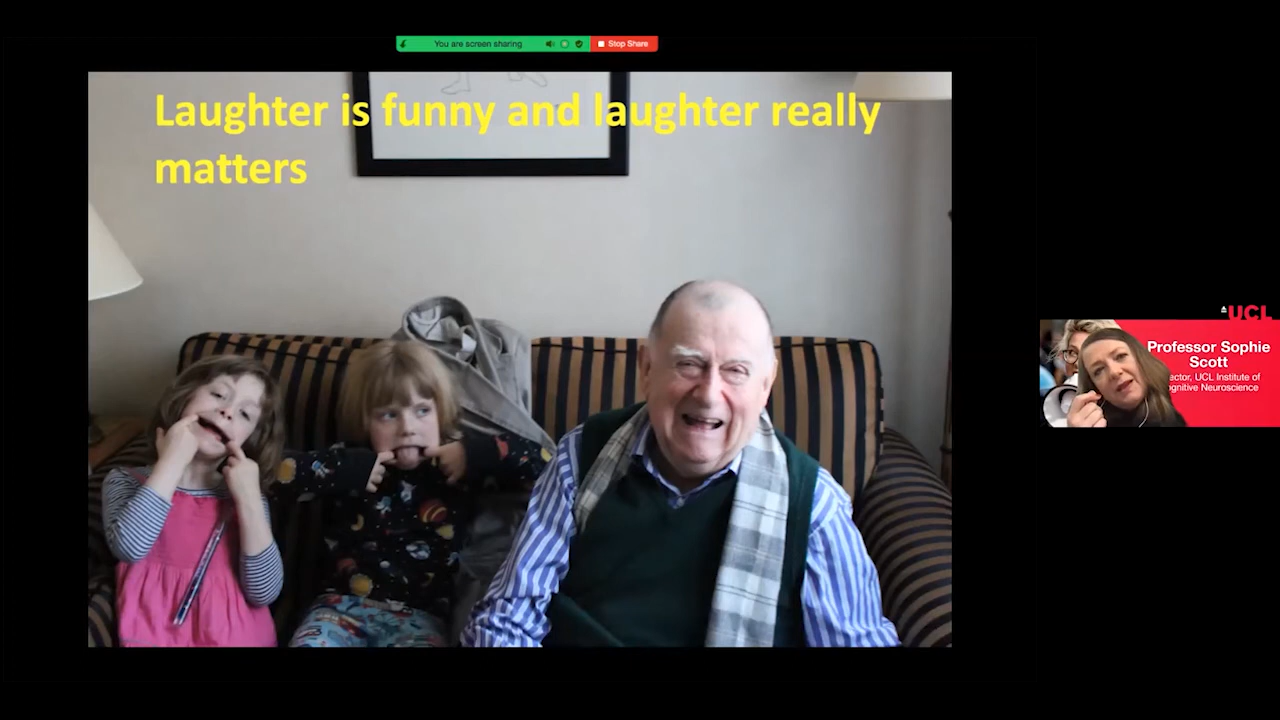 You are screen sharing
Stop Share
Laughter is funny and laughter really
matters
UCL
Professor Sophie
Scott
ector, UCL Institute of
ognitive Neuroscience